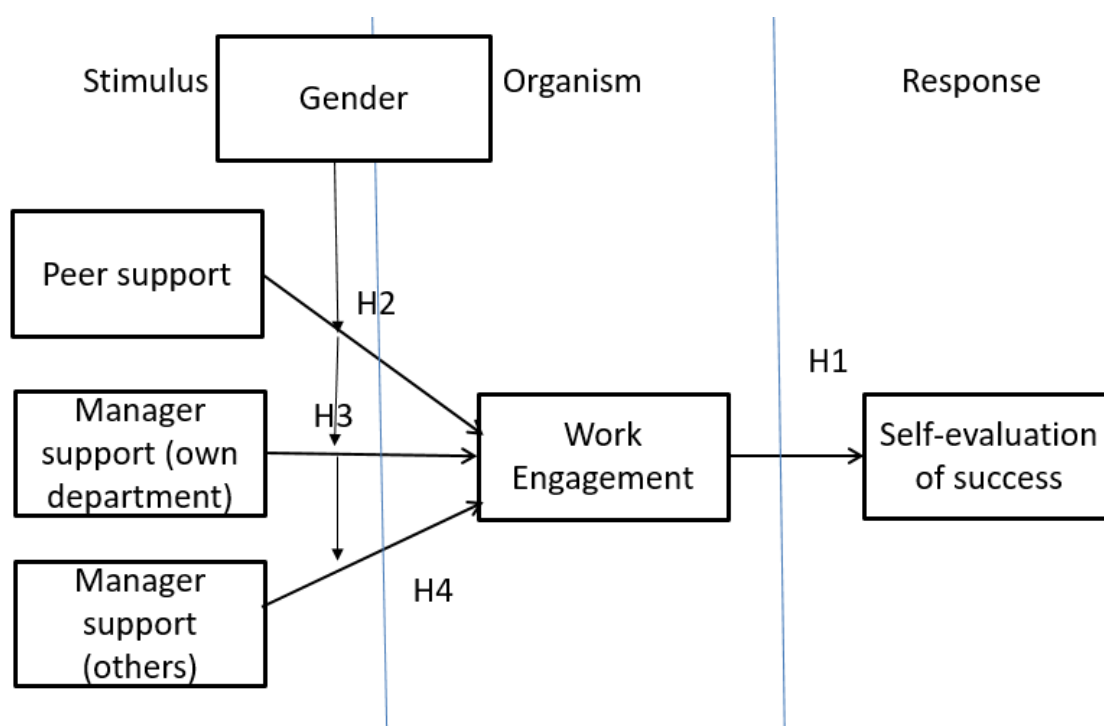 Stimulus
Gender
Organism
Response
Peer support
H2
H1
Manager
support (own
department)
H3
Work
Engagement
Self-evaluation
of success
Manager
support
(others)
H4